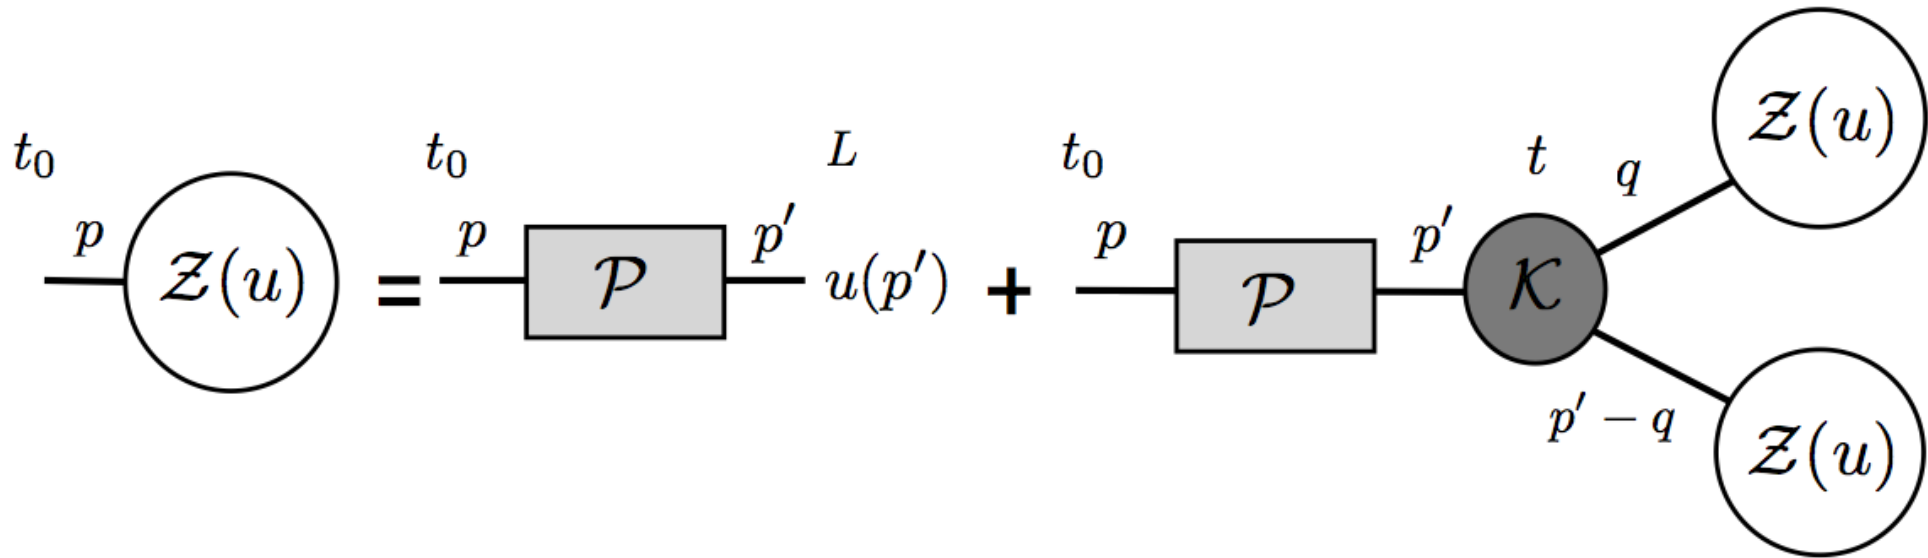 t₀ p 𝒵(u) = t₀ p 𝒫 p′ L u(p′) + t₀ p 𝒫 p′ 𝒦 t q 𝒵(u) p′ − q 𝒵(u)